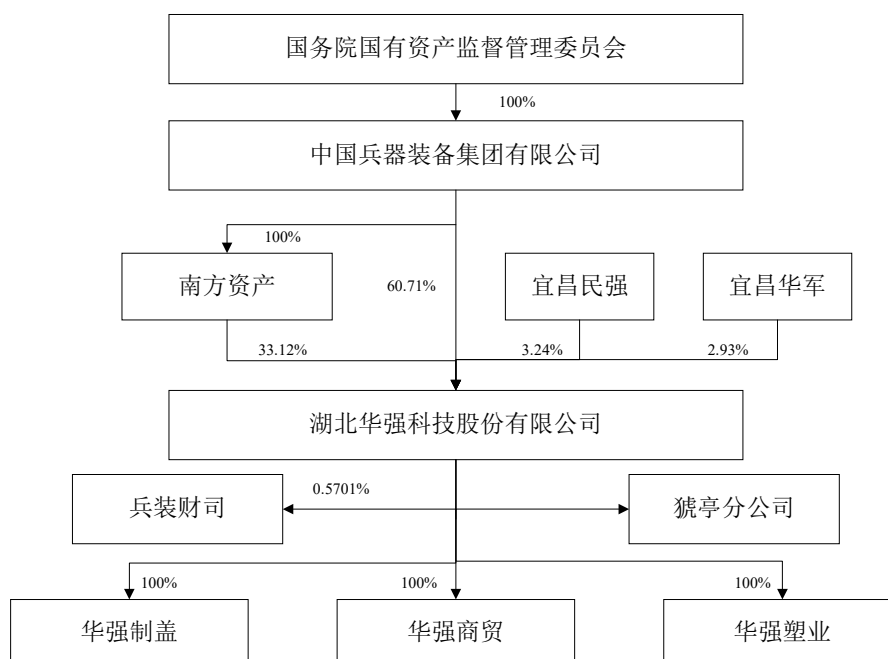 国务院国有资产监督管理委员会
100%
中国兵器装备集团有限公司
100%
南方资产
60.71%
宜昌民强
宜昌华军
33.12%
3.24%
2.93%
湖北华强科技股份有限公司
兵装财司
0.5701%
猇亭分公司
100%
100%
100%
华强制盖
华强商贸
华强塑业